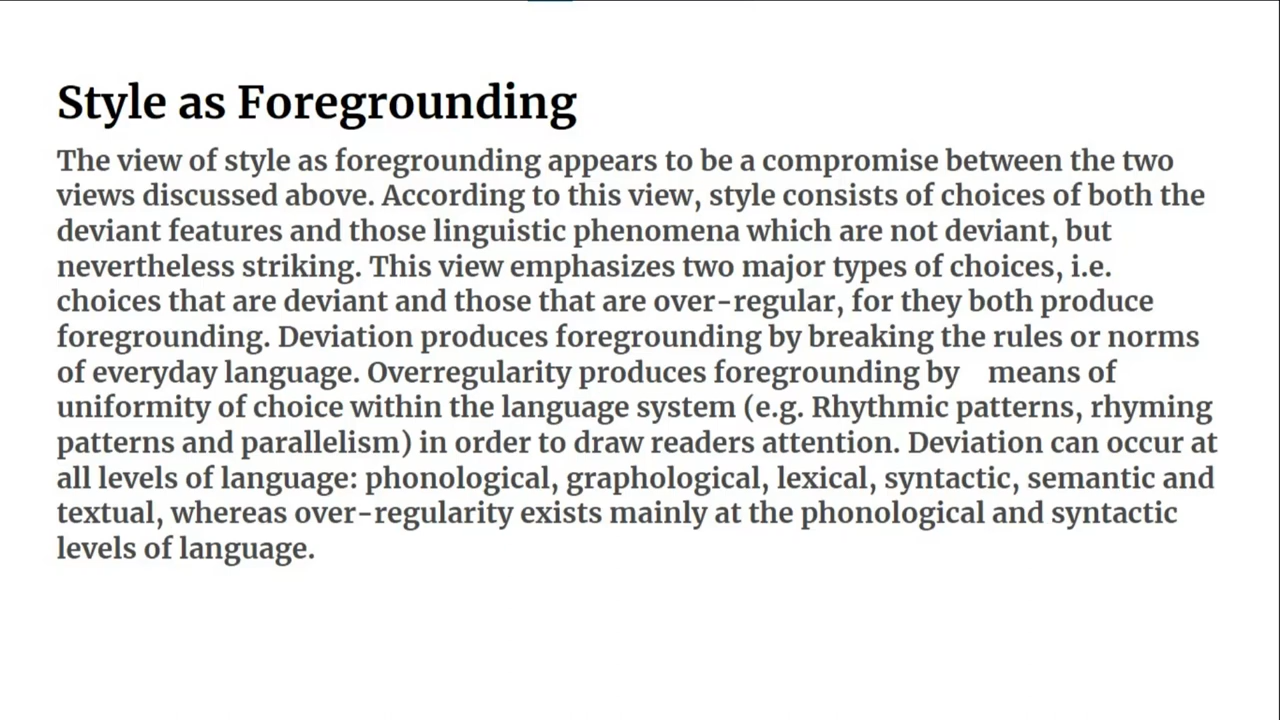 Style as Foregrounding
The view of style as foregrounding appears to be a compromise between the two
views discussed above. According to this view, style consists of choices of both the
deviant features and those linguistic phenomena which are not deviant, but
nevertheless striking. This view emphasizes two major types of choices, i.e.
choices that are deviant and those that are over-regular, for they both produce
foregrounding. Deviation produces foregrounding by breaking the rules or norms
of everyday language. Overregularity produces foregrounding by means of
uniformity of choice within the language system (e.g. Rhythmic patterns, rhyming
patterns and parallelism) in order to draw readers attention. Deviation can occur at
all levels of language: phonological, graphological, lexical, syntactic, semantic and
textual, whereas over-regularity exists mainly at the phonological and syntactic
levels of language.